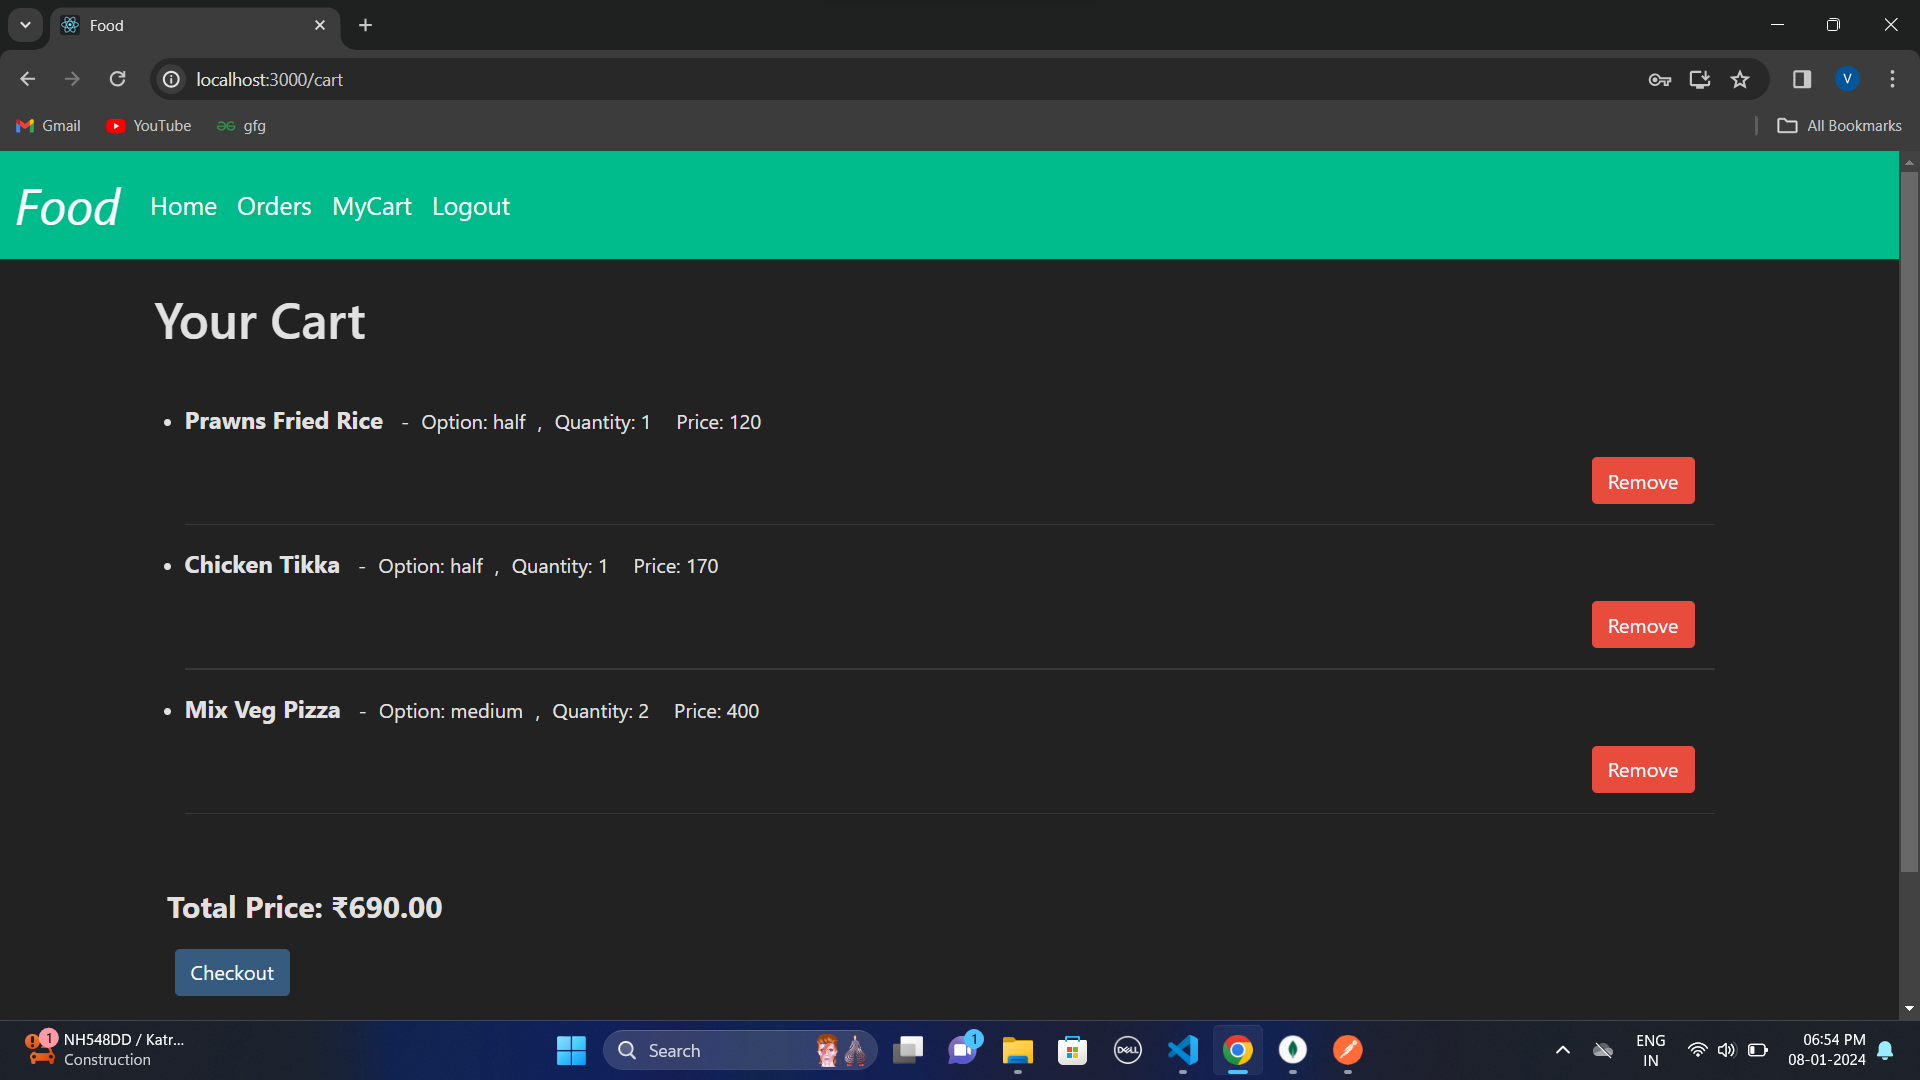 Food
localhost:3000/cart
V
Gmail YouTube gfg All Bookmarks
Food Home Orders MyCart Logout
Your Cart
Prawns Fried Rice - Option: half , Quantity: 1 Price: 120
Remove
Chicken Tikka - Option: half , Quantity: 1 Price: 170
Remove
Mix Veg Pizza - Option: medium , Quantity: 2 Price: 400
Remove
Total Price: ₹690.00
Checkout
1 NH548DD / Katr...
Construction
Search
1
DELL
ENG
IN
06:54 PM
08-01-2024